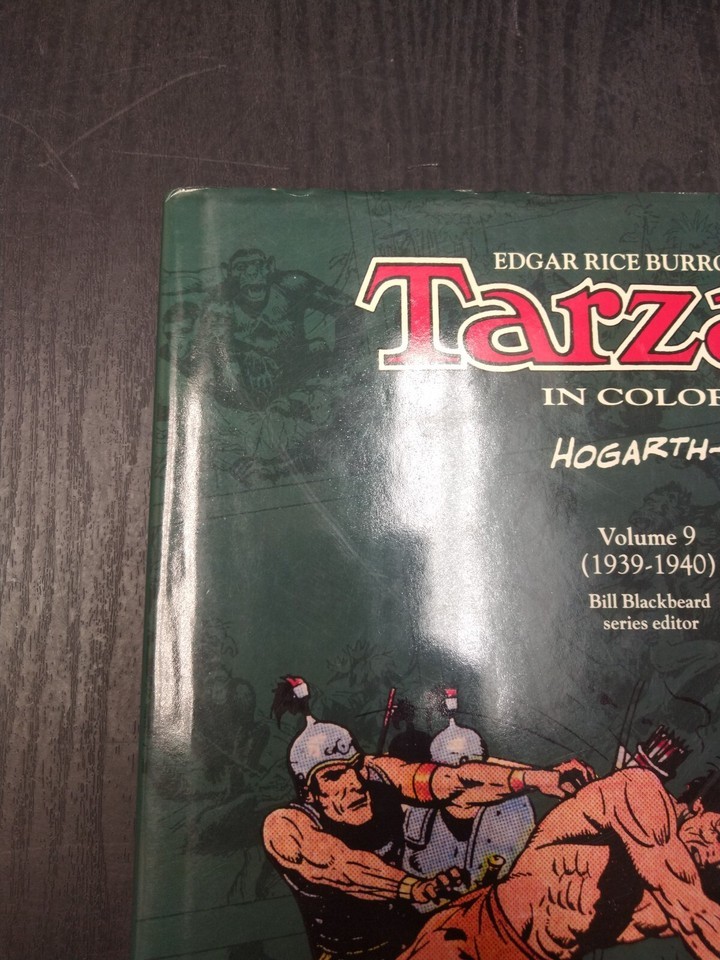 EDGAR RICE BURRO
Tarza
IN COLOR
HOGARTH-
Volume 9
(1939-1940)
Bill Blackbeard
series editor